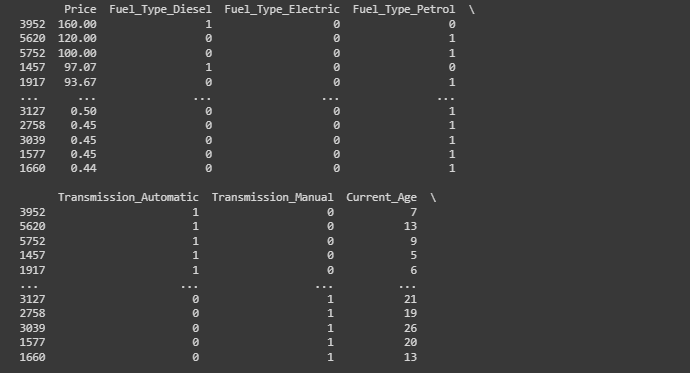 Price Fuel_Type_Diesel Fuel_Type_Electric Fuel_Type_Petrol \
3952 160.00 1 0 0
5620 120.00 0 0 1
5752 100.00 0 0 1
1457 97.07 1 0 0
1917 93.67 0 0 1
... ... ... ... ...
3127 0.50 0 0 1
2758 0.45 0 0 1
3039 0.45 0 0 1
1577 0.45 0 0 1
1660 0.44 0 0 1
Transmission_Automatic Transmission_Manual Current_Age \
3952 1 0 7
5620 1 0 13
5752 1 0 9
1457 1 0 5
1917 1 0 6
... ... ... ...
3127 0 1 21
2758 0 1 19
3039 0 1 26
1577 0 1 20
1660 0 1 13